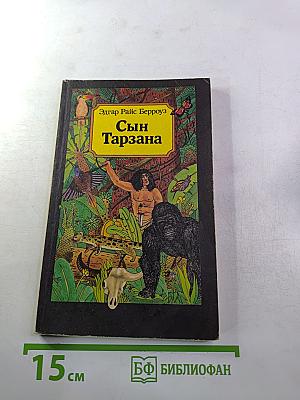 Эдгар Райс Берроуз
Сын
Тарзана
15 см
БФ БИБЛИОФАН